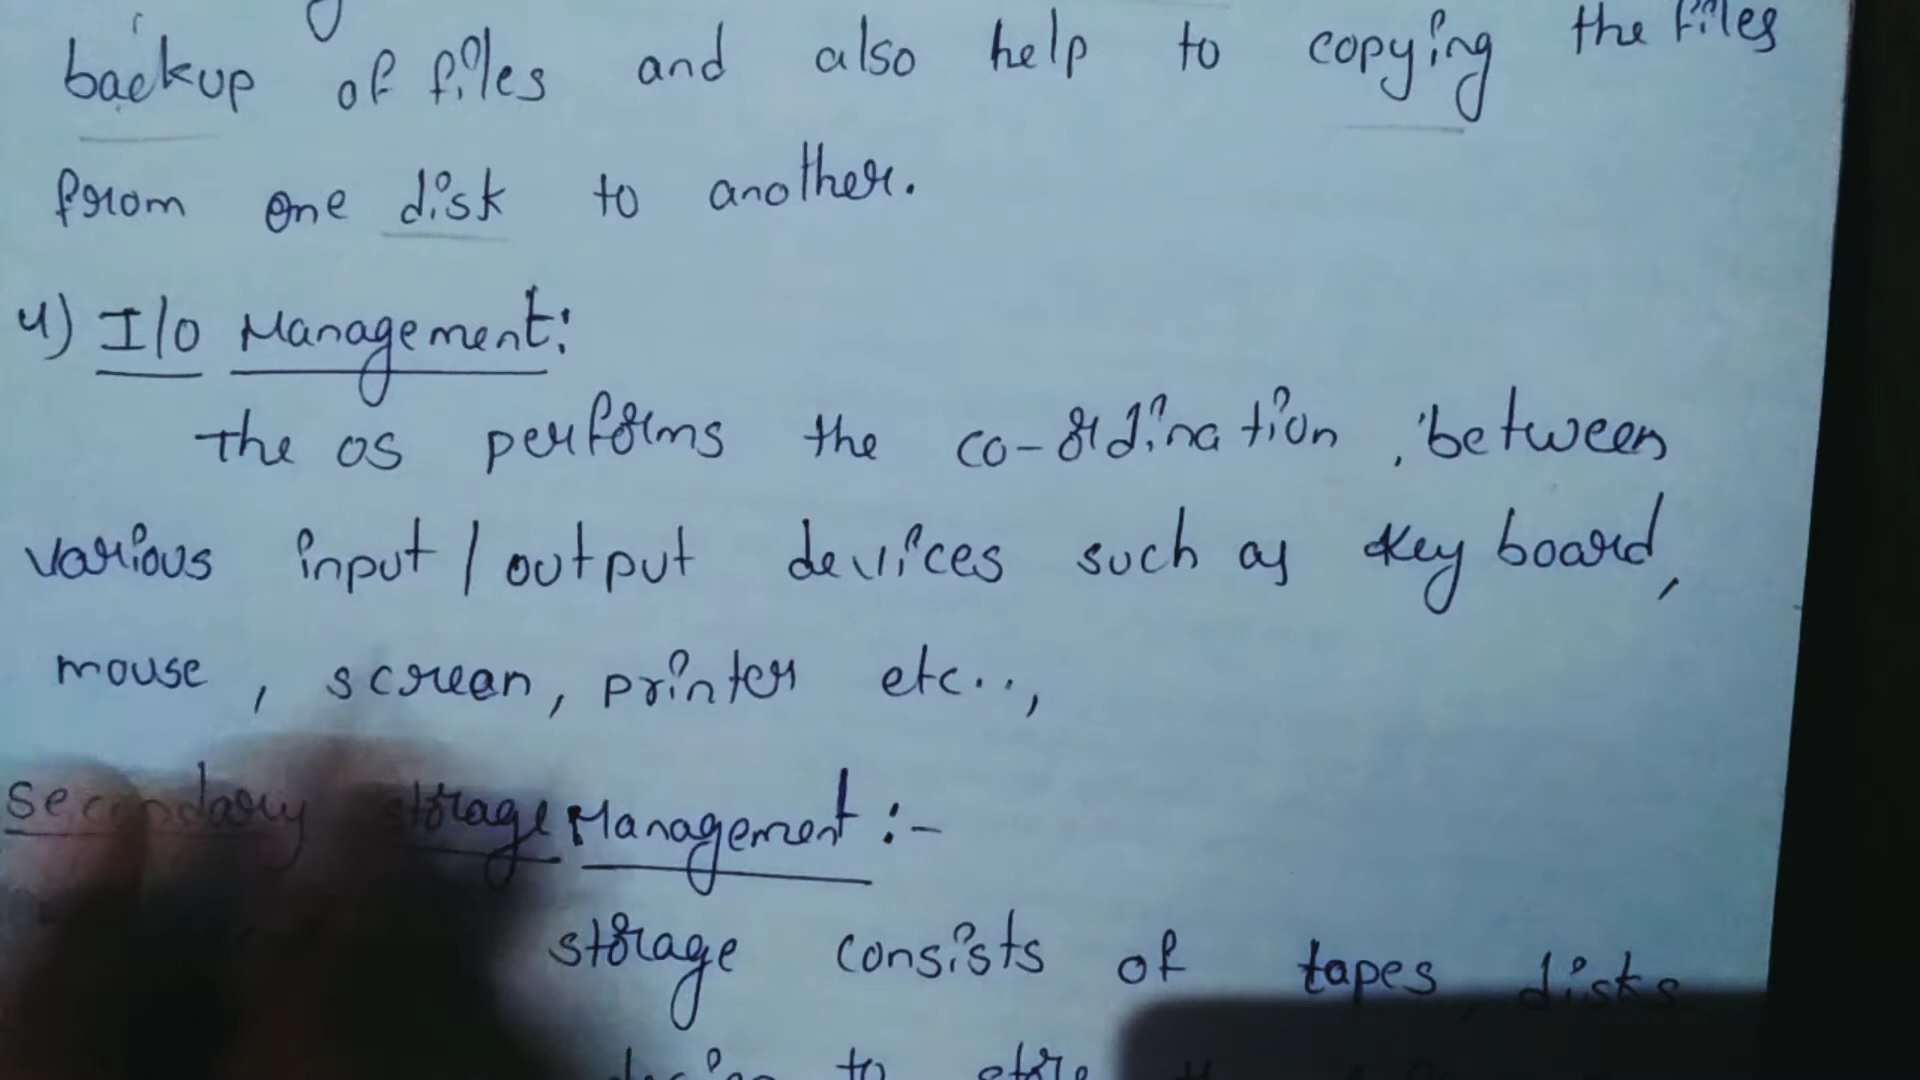 backup of files and also help to copying the files
from one disk to another.
4) I/O Management:
the os performs the co-ordination, between
various input/output devices such as Keyboard,
mouse, screen, printer etc..,
Secondary storage Management :-
storage consists of tapes, disks
to store